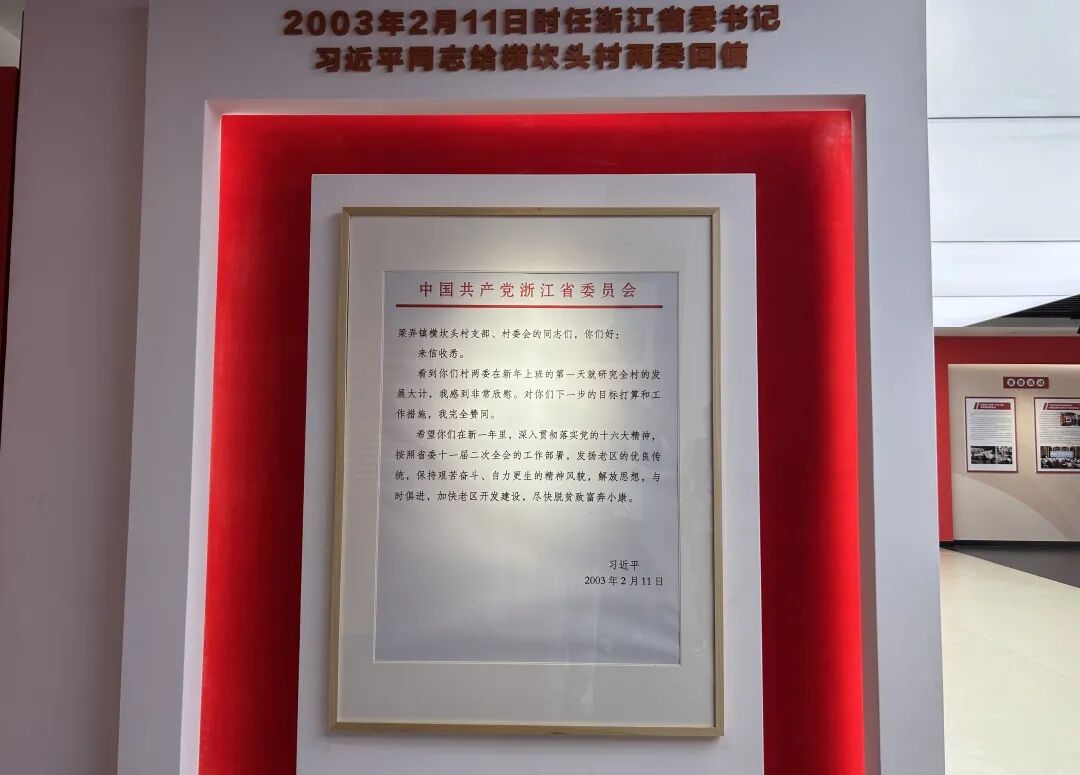 2003年2月11日时任浙江省委书记
习近平同志给横坎头村两委回信
中国共产党浙江省委员会
梁弄镇横坎头村支部、村委会的同志们，你们好：
来信收悉。
看到你们村两委在新年上班的第一天就研究全村的发
展大计，我感到非常欣慰。对你们下一步的目标打算和工
作措施，我完全赞同。
希望你们在新一年里，深入贯彻落实党的十六大精神，
按照省委十一届二次全会的工作部署，发扬老区的优良传
统，保持艰苦奋斗、自力更生的精神风貌，解放思想，与
时俱进，加快老区开发建设，尽快脱贫致富奔小康。
习近平
2003 年 2 月 11 日